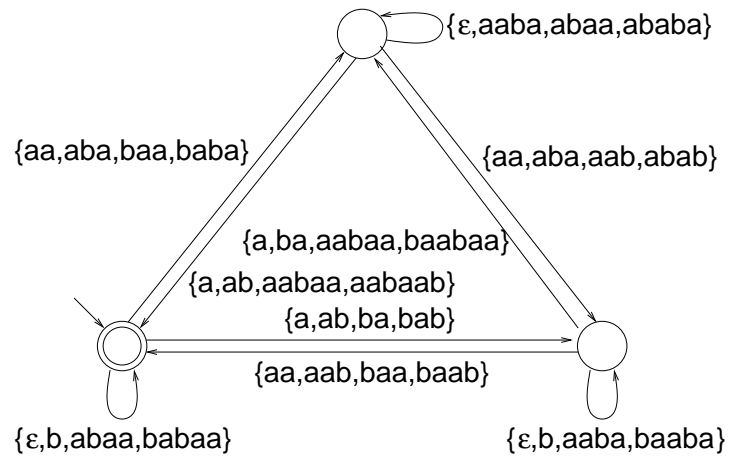 {ε,aaba,abaa,ababa}
{aa,aba,baa,baba}
{aa,aba,aab,abab}
{a,ba,aabaa,baabaa}
{a,ab,aabaa,aabaab}
{a,ab,ba,bab}
{aa,aab,baa,baab}
{ε,b,abaa,babaa}
{ε,b,aaba,baaba}